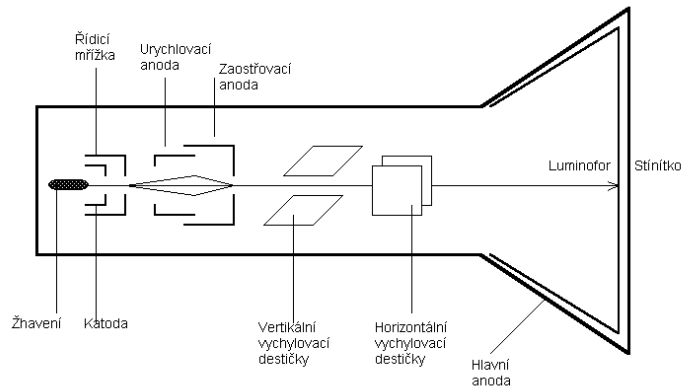 Řídicí
mřížka
Urychlovací
anoda
Zaostřovací
anoda
Luminofor
Stínítko
Žhavení
Katoda
Vertikální
vychylovací
destičky
Horizontální
vychylovací
destičky
Hlavní
anoda